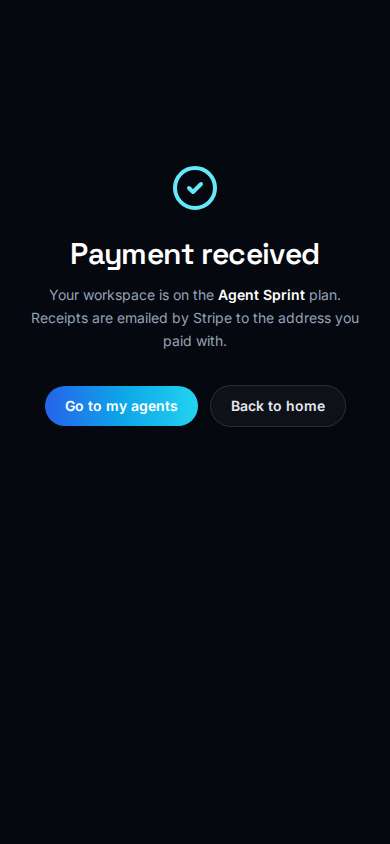 Payment received
Your workspace is on the Agent Sprint plan.
Receipts are emailed by Stripe to the address you
paid with.
Go to my agents
Back to home